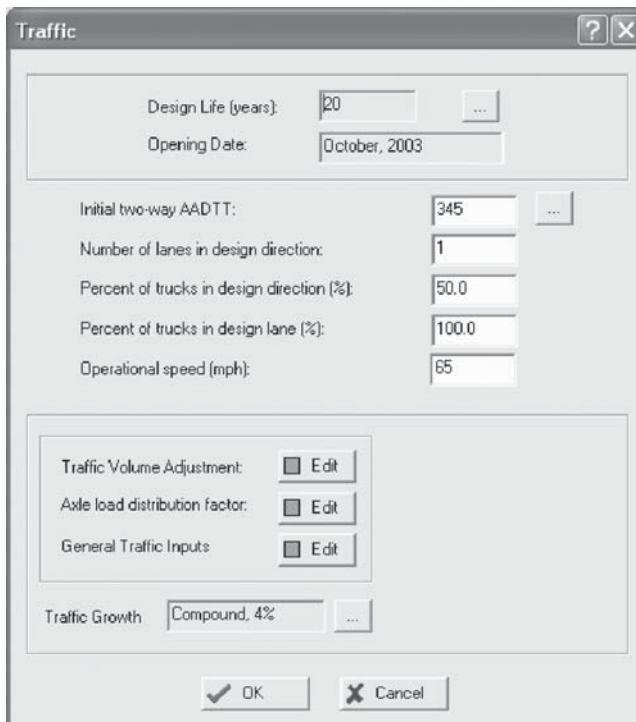 Traffic
Design Life (years): 20 ...
Opening Date: October, 2003
Initial two-way AADTT: 345 ...
Number of lanes in design direction: 1
Percent of trucks in design direction (%): 50.0
Percent of trucks in design lane (%): 100.0
Operational speed (mph): 65
Traffic Volume Adjustment: Edit
Axle load distribution factor: Edit
General Traffic Inputs Edit
Traffic Growth Compound, 4% ...
OK Cancel